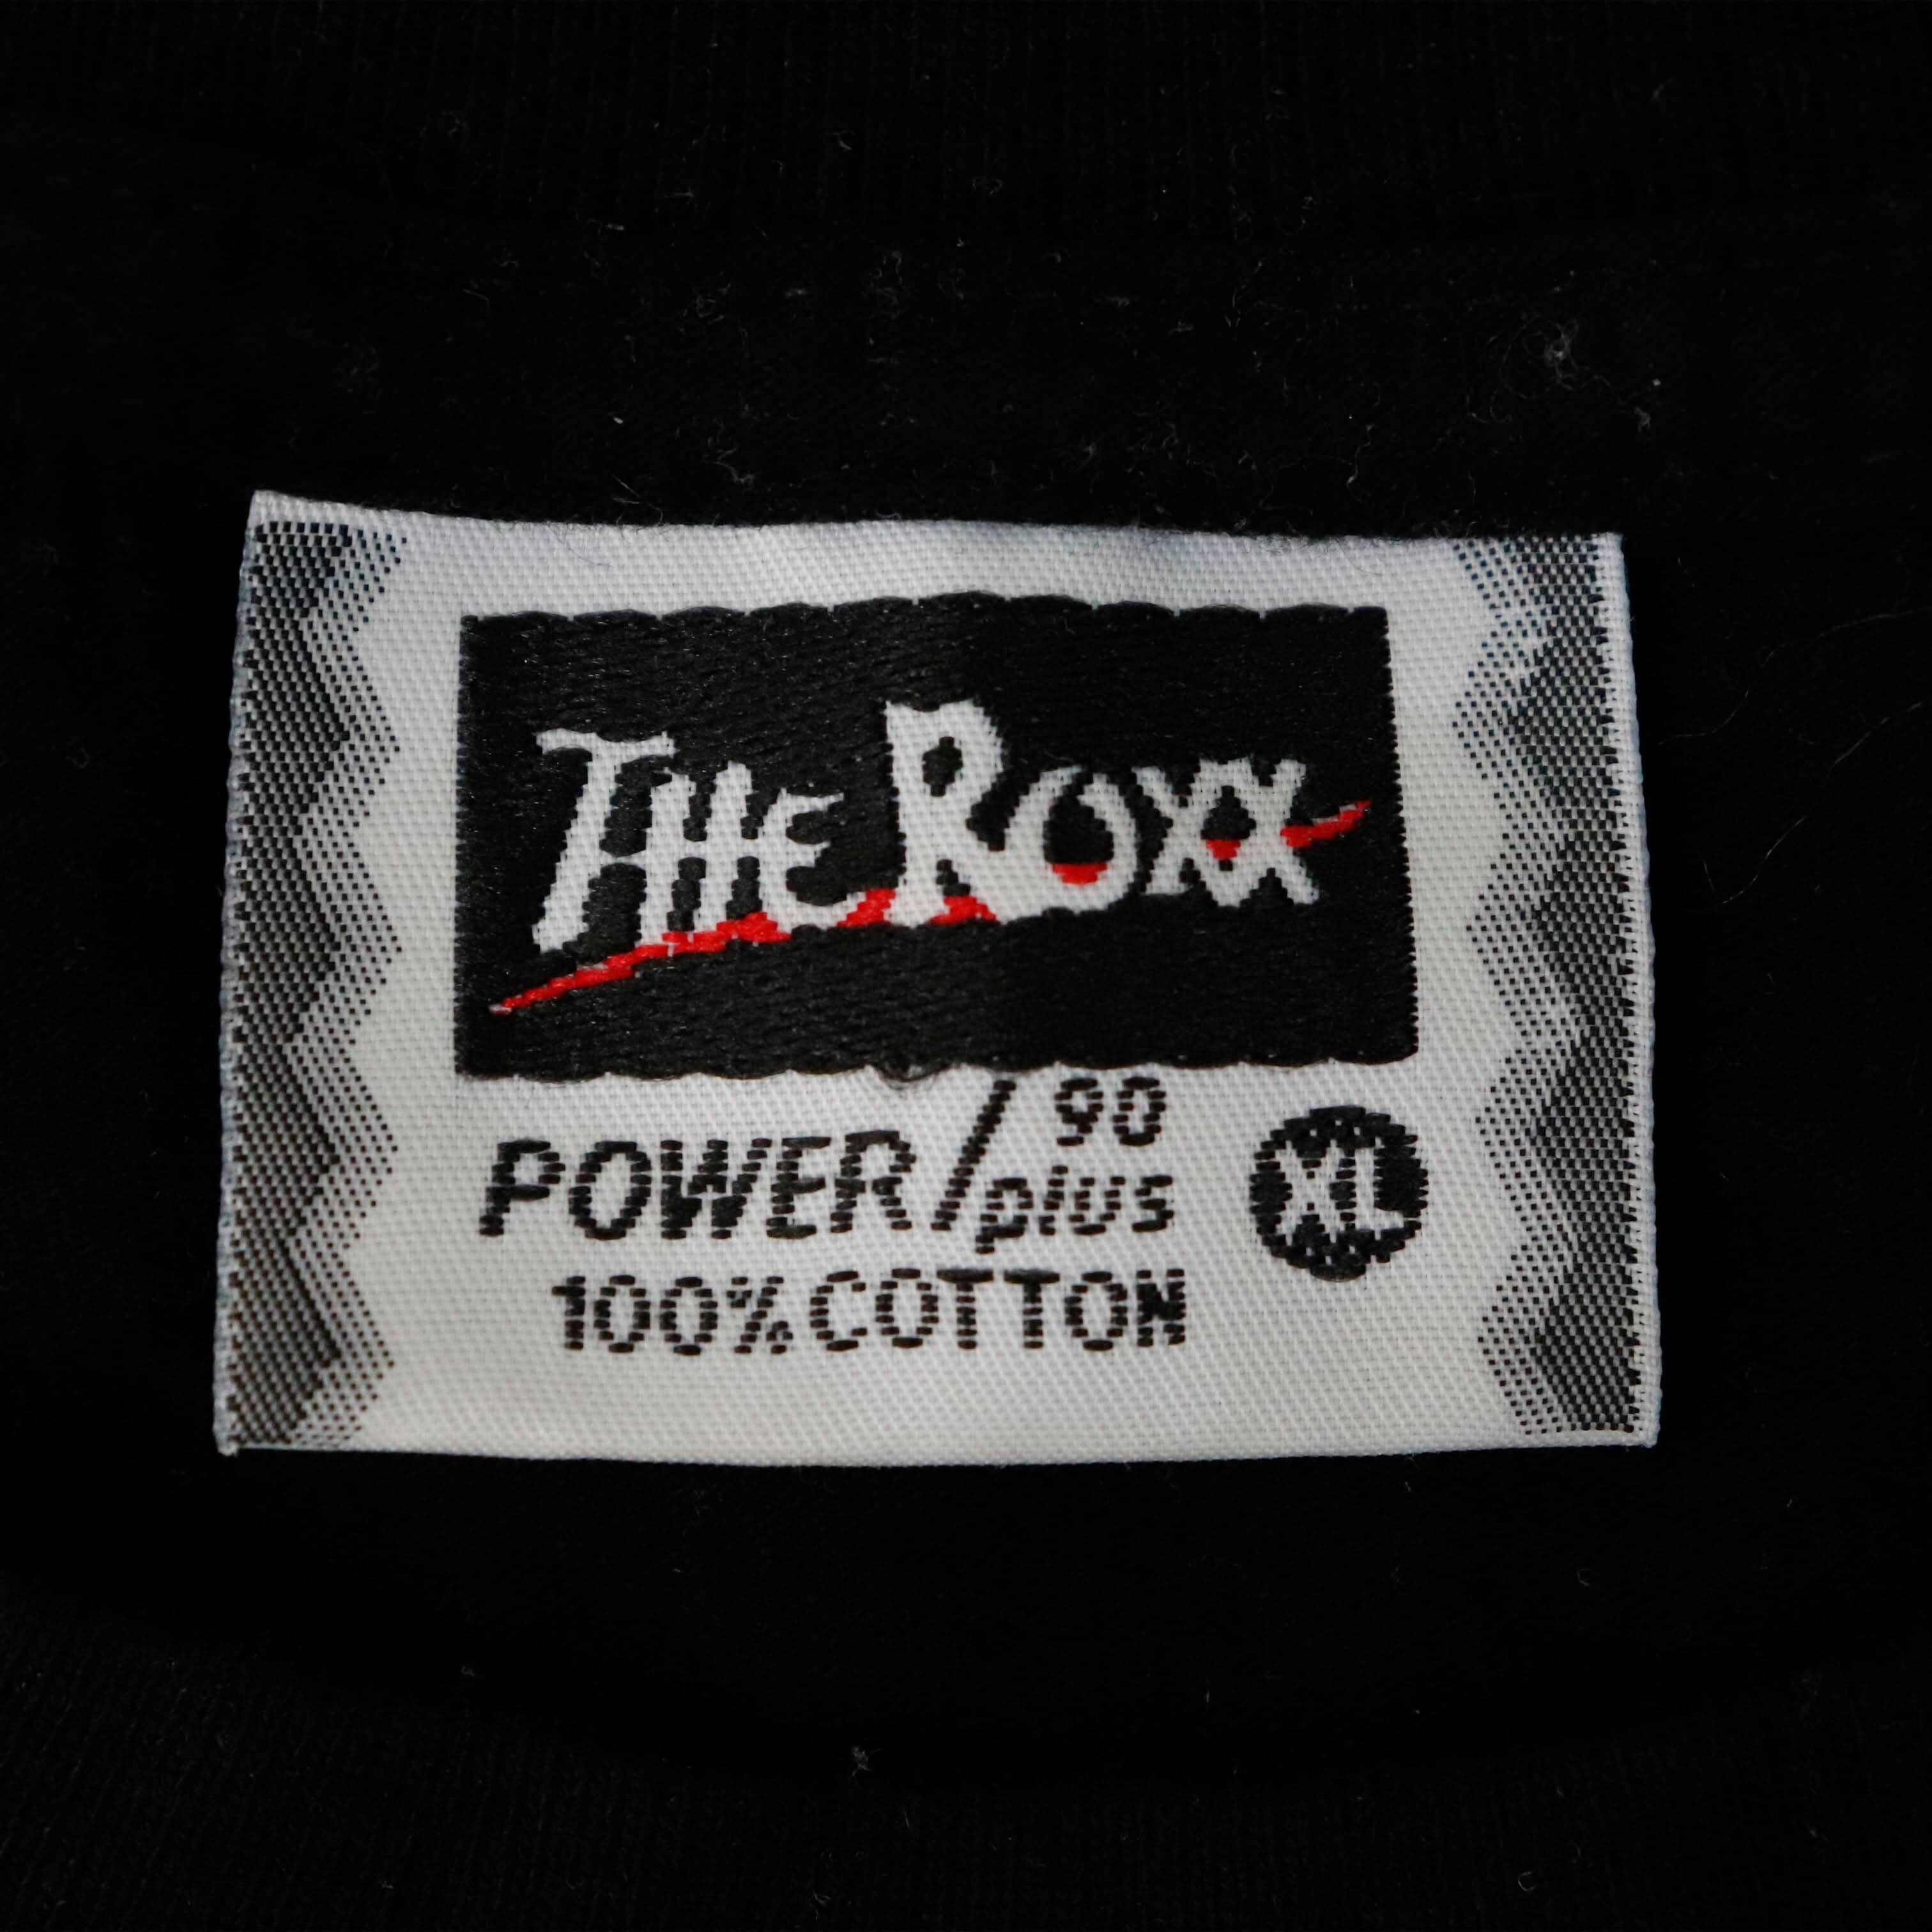 THE ROXX
POWER/90 plus
XL
100% COTTON